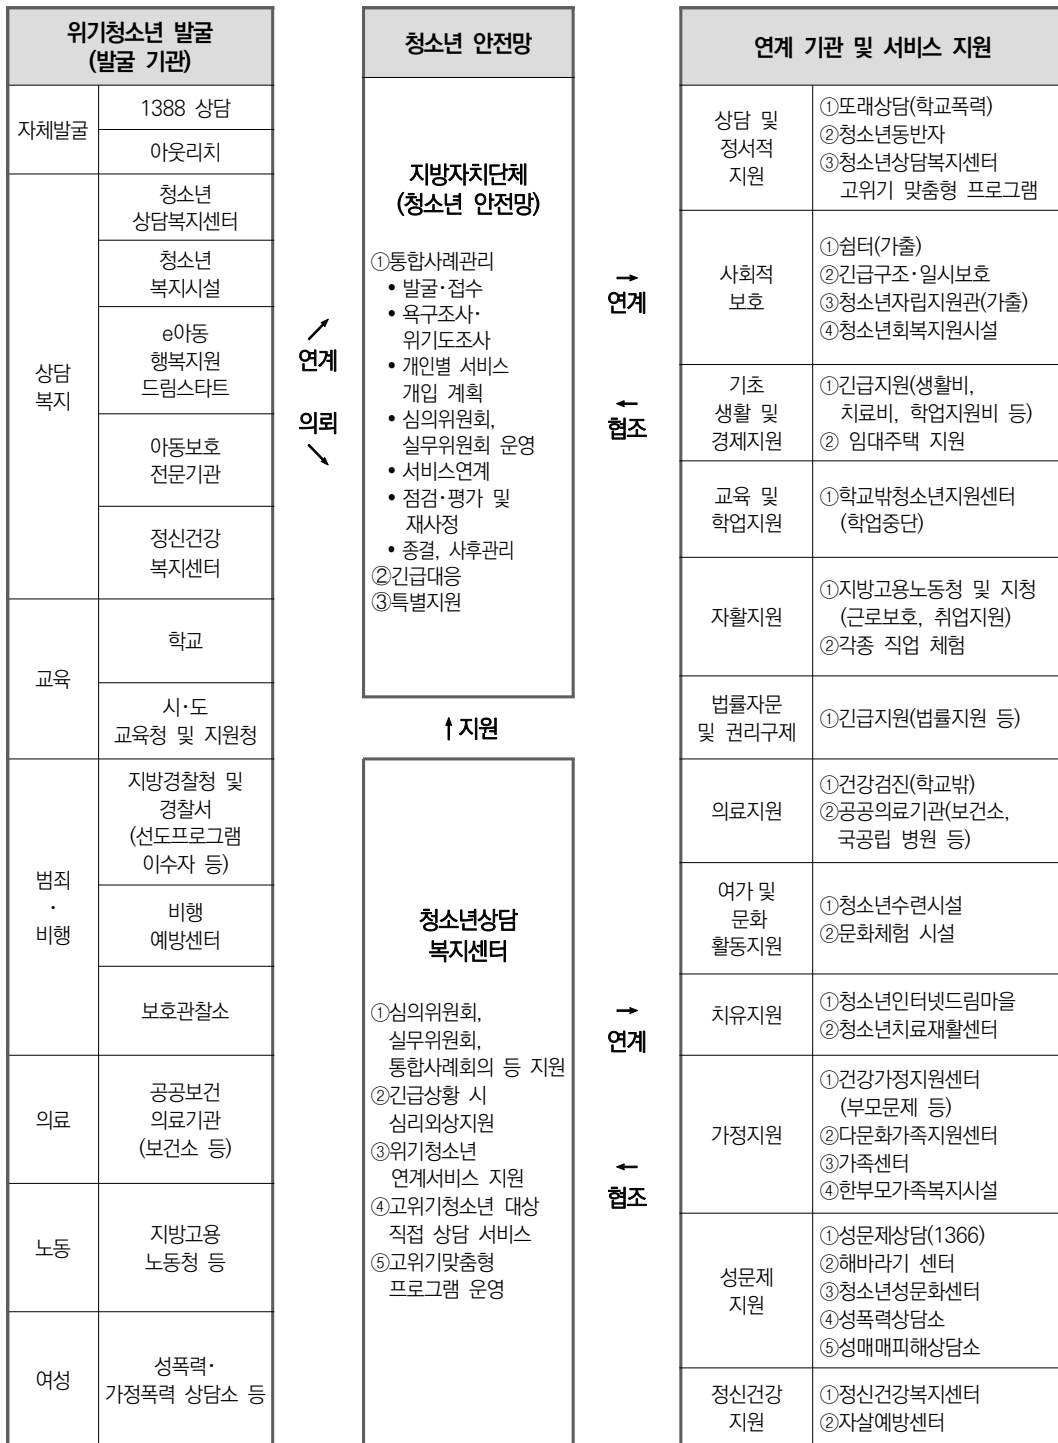 위기청소년 발굴
(발굴 기관)
자체발굴
1388 상담
아웃리치
상담
복지
청소년
상담복지센터
청소년
복지시설
e아동
행복지원
드림스타트
아동보호
전문기관
정신건강
복지센터
교육
학교
시·도
교육청 및 지원청
범죄
·
비행
지방경찰청 및
경찰서
(선도프로그램
이수자 등)
비행
예방센터
보호관찰소
의료
공공보건
의료기관
(보건소 등)
노동
지방고용
노동청 등
여성
성폭력·
가정폭력 상담소 등
↗
연계
의뢰
↘
청소년 안전망
지방자치단체
(청소년 안전망)
①통합사례관리
• 발굴·접수
• 욕구조사·
위기도조사
• 개인별 서비스
개입 계획
• 심의위원회,
실무위원회 운영
• 서비스연계
• 점검·평가 및
재사정
• 종결, 사후관리
②긴급대응
③특별지원
↑지원
청소년상담
복지센터
①심의위원회,
실무위원회,
통합사례회의 등 지원
②긴급상황 시
심리외상지원
③위기청소년
연계서비스 지원
④고위기청소년 대상
직접 상담 서비스
⑤고위기맞춤형
프로그램 운영
→
연계
←
협조
→
연계
←
협조
연계 기관 및 서비스 지원
상담 및
정서적
지원
①또래상담(학교폭력)
②청소년동반자
③청소년상담복지센터
고위기 맞춤형 프로그램
사회적
보호
①쉼터(가출)
②긴급구조·일시보호
③청소년자립지원관(가출)
④청소년회복지원시설
기초
생활 및
경제지원
①긴급지원(생활비,
치료비, 학업지원비 등)
② 임대주택 지원
교육 및
학업지원
①학교밖청소년지원센터
(학업중단)
자활지원
①지방고용노동청 및 지청
(근로보호, 취업지원)
②각종 직업 체험
법률자문
및 권리구제
①긴급지원(법률지원 등)
의료지원
①건강검진(학교밖)
②공공의료기관(보건소,
국공립 병원 등)
여가 및
문화
활동지원
①청소년수련시설
②문화체험 시설
치유지원
①청소년인터넷드림마을
②청소년치료재활센터
가정지원
①건강가정지원센터
(부모문제 등)
②다문화가족지원센터
③가족센터
④한부모가족복지시설
성문제
지원
①성문제상담(1366)
②해바라기 센터
③청소년성문화센터
④성폭력상담소
⑤성매매피해상담소
정신건강
지원
①정신건강복지센터
②자살예방센터